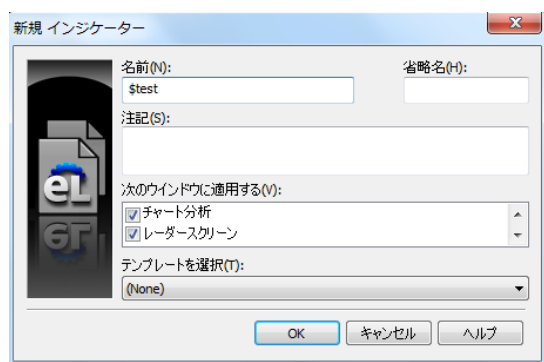 新規 インジケーター
名前(N):
省略名(H):
$test
注記(S):
次のウインドウに適用する(V):
チャート分析
レーダースクリーン
テンプレートを選択(T):
(None)
OK キャンセル ヘルプ
eL